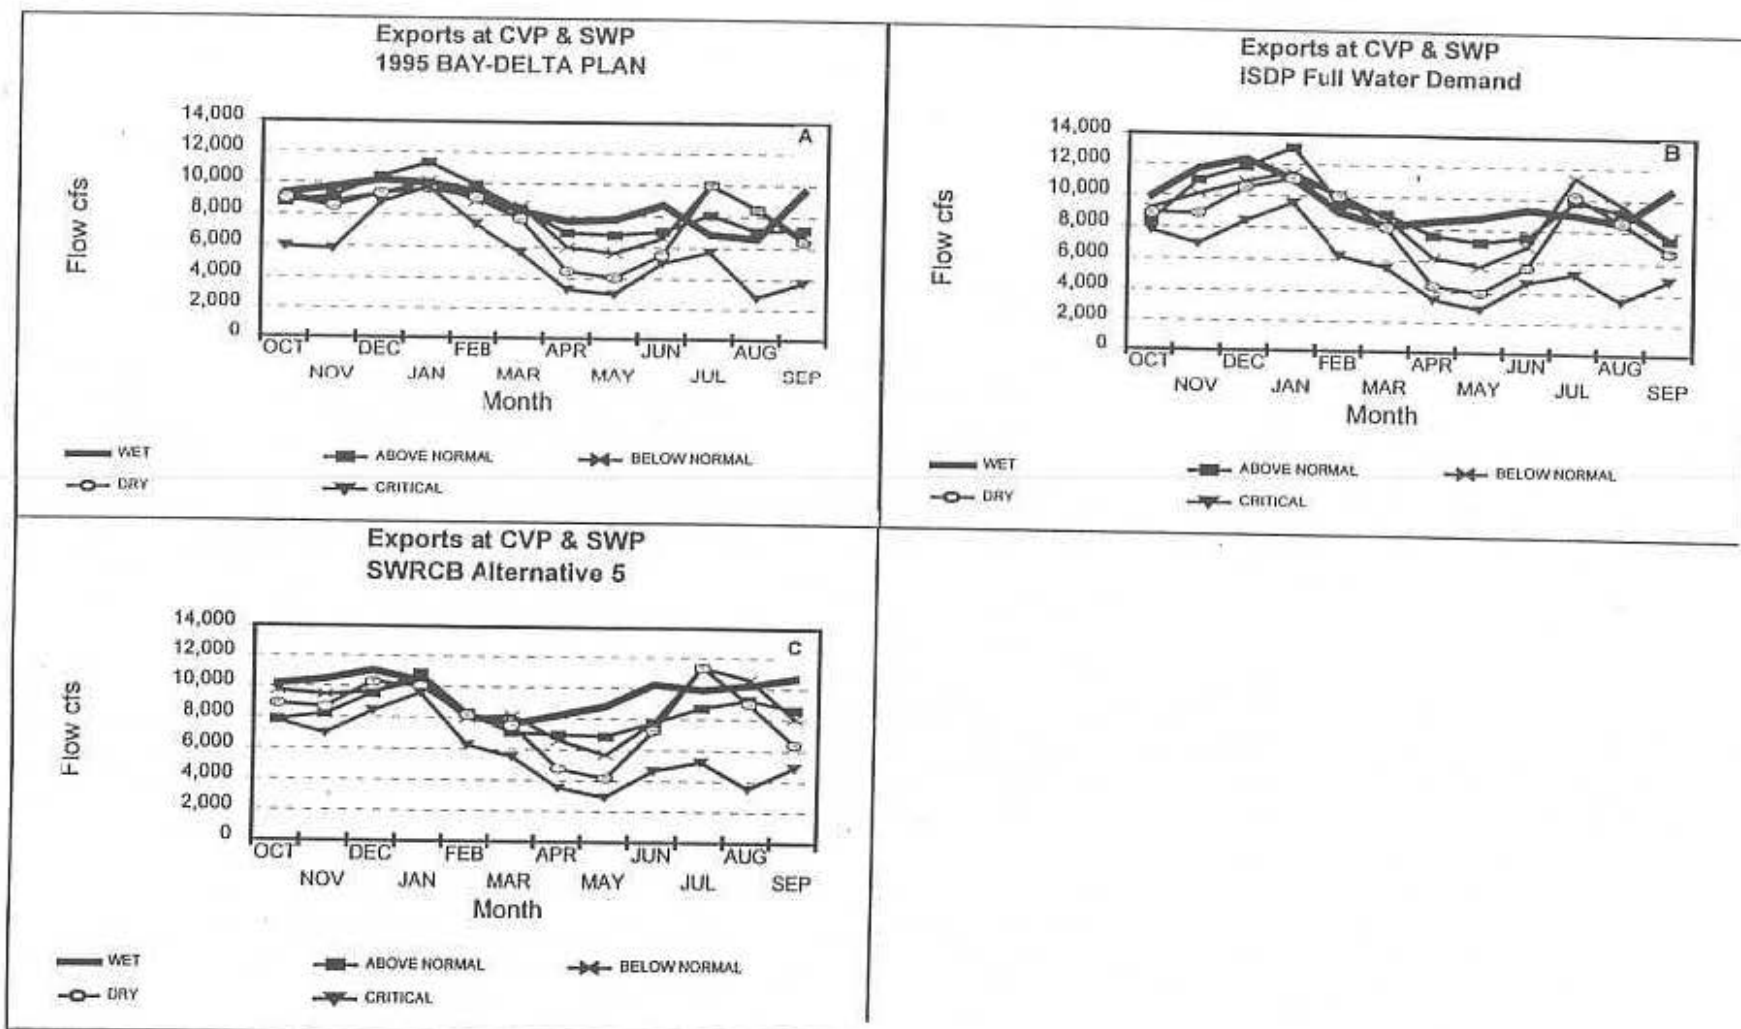 Exports at CVP & SWP
1995 BAY-DELTA PLAN
A
14,000
12,000
10,000
8,000
6,000
4,000
2,000
0
Flow cfs
OCT DEC FEB APR JUN AUG
NOV JAN MAR MAY JUL SEP
Month
WET ABOVE NORMAL BELOW NORMAL
DRY CRITICAL
Exports at CVP & SWP
ISDP Full Water Demand
B
14,000
12,000
10,000
8,000
6,000
4,000
2,000
0
Flow cfs
OCT DEC FEB APR JUN AUG
NOV JAN MAR MAY JUL SEP
Month
WET ABOVE NORMAL BELOW NORMAL
DRY CRITICAL
Exports at CVP & SWP
SWRCB Alternative 5
C
14,000
12,000
10,000
8,000
6,000
4,000
2,000
0
Flow cfs
OCT DEC FEB APR JUN AUG
NOV JAN MAR MAY JUL SEP
Month
WET ABOVE NORMAL BELOW NORMAL
DRY CRITICAL